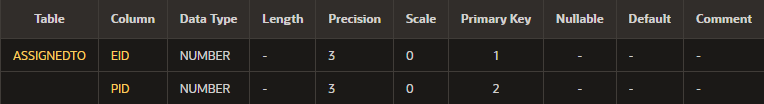 Table Column Data Type Length Precision Scale Primary Key Nullable Default Comment
ASSIGNEDTO EID NUMBER - 3 0 1 - - -
PID NUMBER - 3 0 2 - - -